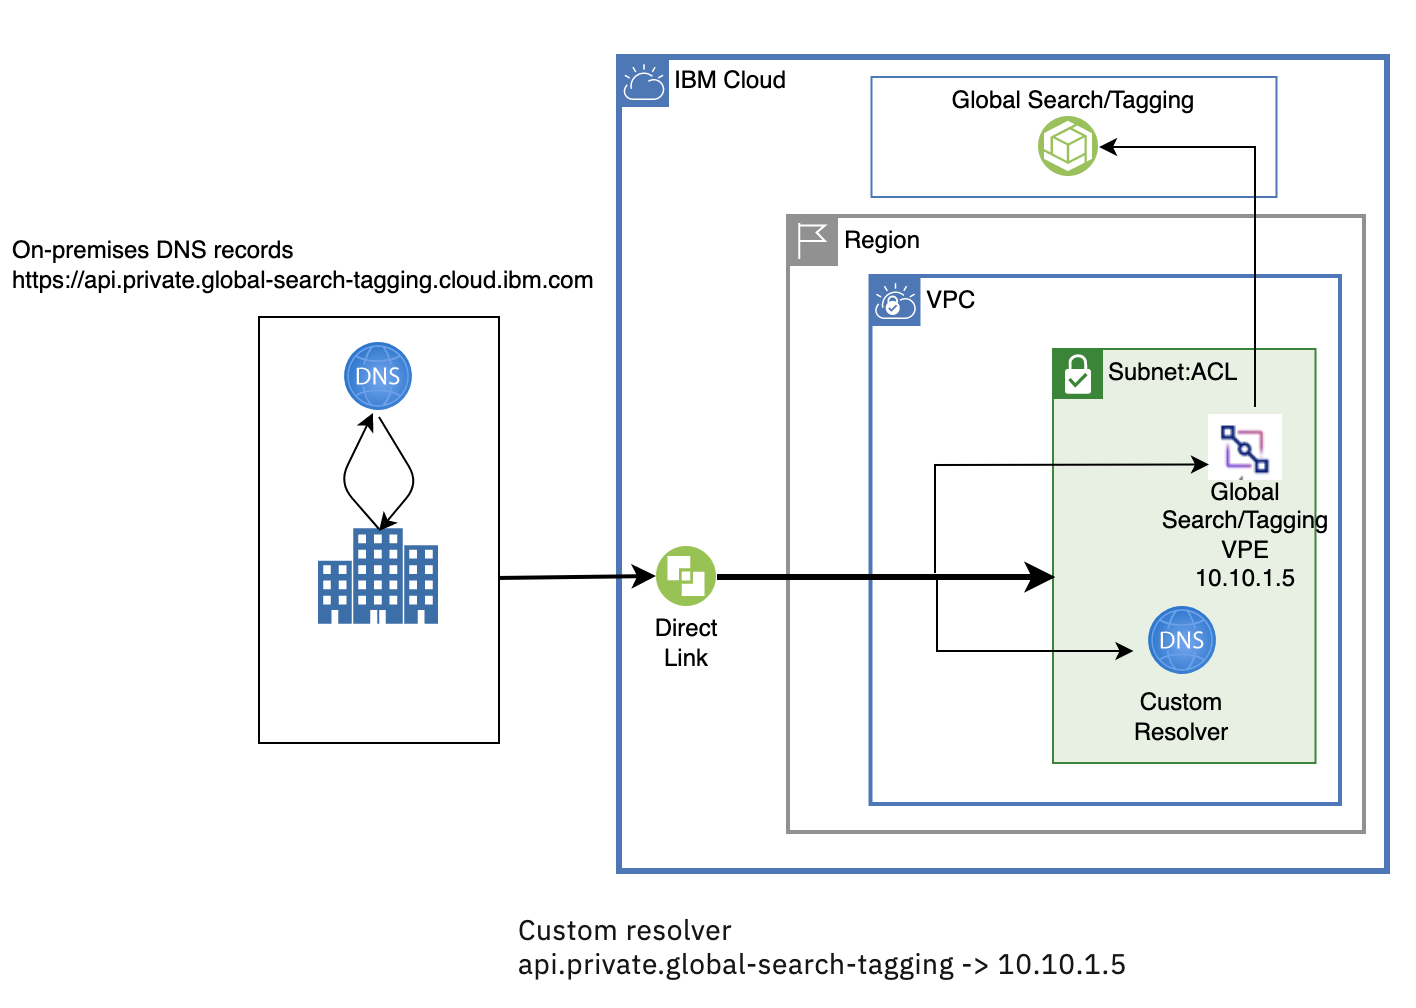 IBM Cloud
Global Search/Tagging
On-premises DNS records
https://api.private.global-search-tagging.cloud.ibm.com
Region
VPC
DNS
Subnet:ACL
Global
Search/Tagging
VPE
10.10.1.5
Direct
Link
DNS
Custom
Resolver
Custom resolver
api.private.global-search-tagging -> 10.10.1.5